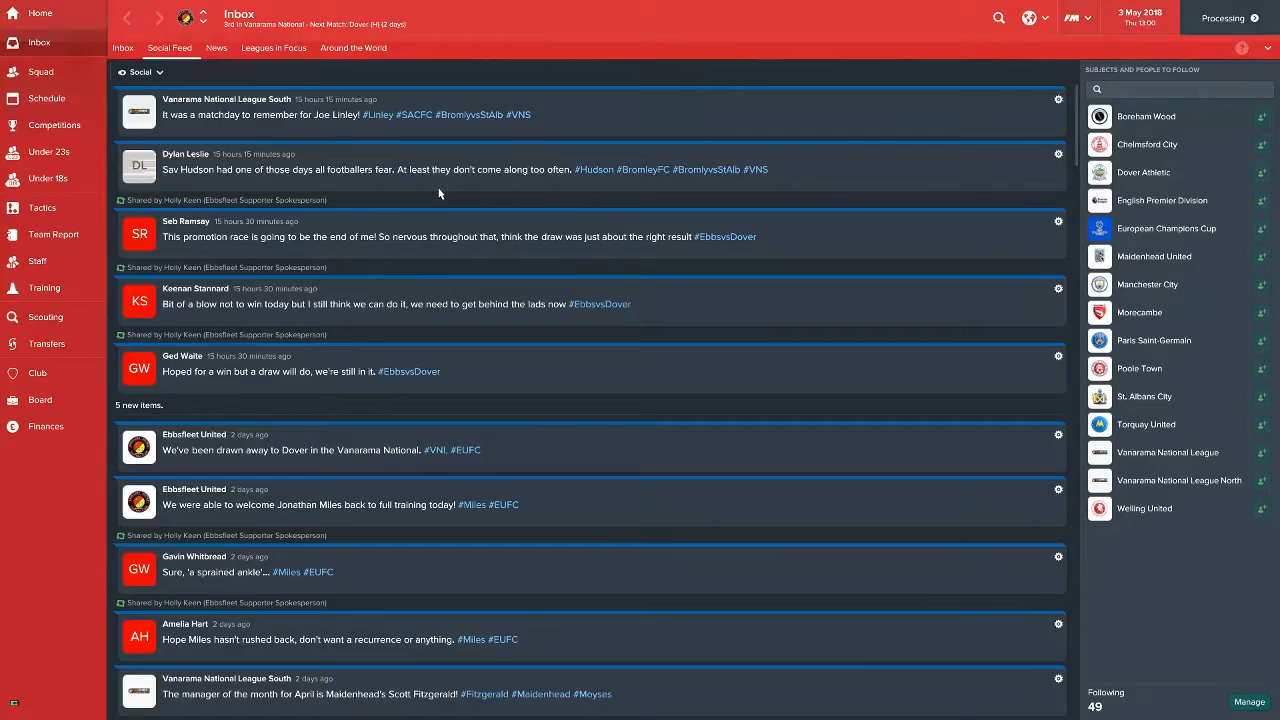 Home
Inbox
Squad
Schedule
Competitions
Under 23s
Under 18s
Tactics
Team Report
Staff
Training
Scouting
Transfers
Club
Board
Finances
Inbox
3rd in Vanarama National - Next Match: Dover (H) (2 days)
FM
3 May 2018
Thu 13:00
Processing
Inbox
Social Feed
News
Leagues in Focus
Around the World
?
Social
Vanarama National League South 15 hours 15 minutes ago
It was a matchday to remember for Joe Linley! #Linley #SACFC #BromlyvsStAlb #VNS
DL
Dylan Leslie 15 hours 15 minutes ago
Sav Hudson had one of those days all footballers fear. At least they don't come along too often. #Hudson #BromleyFC #BromlyvsStAlb #VNS
Shared by Holly Keen (Ebbsfleet Supporter Spokesperson)
SR
Seb Ramsay 15 hours 30 minutes ago
This promotion race is going to be the end of me! So nervous throughout that, think the draw was just about the right result #EbbsvsDover
Shared by Holly Keen (Ebbsfleet Supporter Spokesperson)
KS
Keenan Stannard 15 hours 30 minutes ago
Bit of a blow not to win today but I still think we can do it, we need to get behind the lads now #EbbsvsDover
Shared by Holly Keen (Ebbsfleet Supporter Spokesperson)
GW
Ged Waite 15 hours 30 minutes ago
Hoped for a win but a draw will do, we're still in it. #EbbsvsDover
5 new items.
Ebbsfleet United 2 days ago
We've been drawn away to Dover in the Vanarama National. #VNL #EUFC
Ebbsfleet United 2 days ago
We were able to welcome Jonathan Miles back to full training today! #Miles #EUFC
Shared by Holly Keen (Ebbsfleet Supporter Spokesperson)
GW
Gavin Whitbread 2 days ago
Sure, 'a sprained ankle'... #Miles #EUFC
Shared by Holly Keen (Ebbsfleet Supporter Spokesperson)
AH
Amelia Hart 2 days ago
Hope Miles hasn't rushed back, don't want a recurrence or anything. #Miles #EUFC
Vanarama National League South 2 days ago
The manager of the month for April is Maidenhead's Scott Fitzgerald! #Fitzgerald #Maidenhead #Moyses
SUBJECTS AND PEOPLE TO FOLLOW
Boreham Wood
Chelmsford City
Dover Athletic
English Premier Division
European Champions Cup
Maidenhead United
Manchester City
Morecambe
Paris Saint-Germain
Poole Town
St. Albans City
Torquay United
Vanarama National League
Vanarama National League North
Welling United
Following
49
Manage